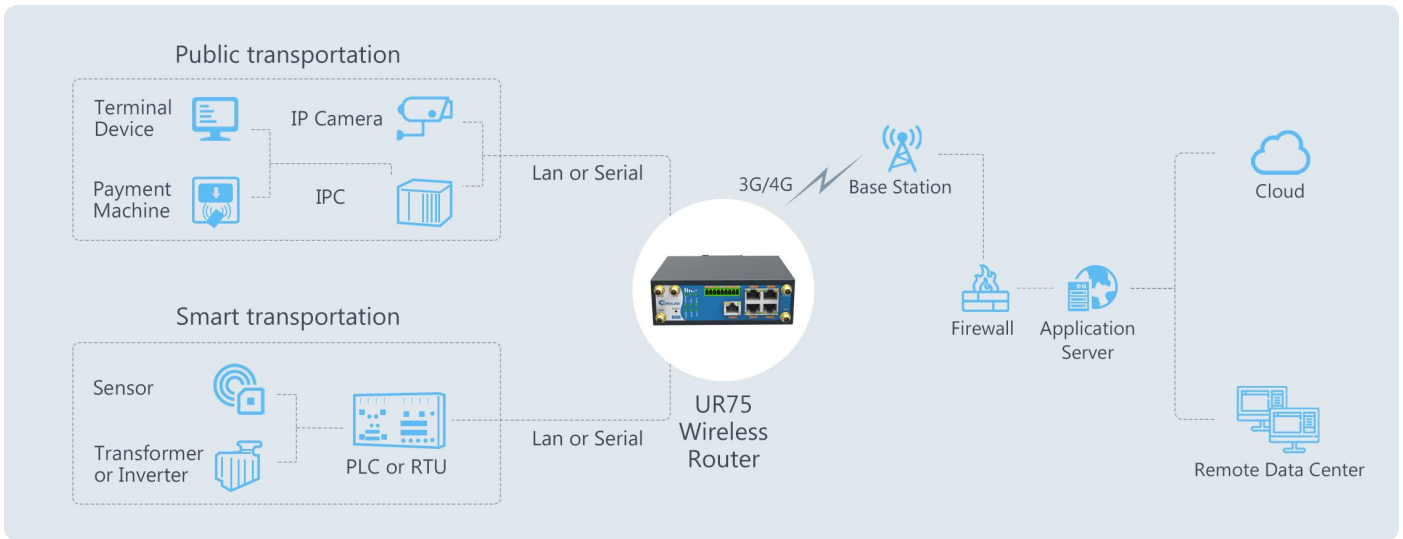 Public transportation
Terminal
Device
IP Camera
Payment
Machine
IPC
Lan or Serial
Smart transportation
Sensor
Transformer
or Inverter
PLC or RTU
Lan or Serial
UR75
Wireless
Router
3G/4G
Base Station
Firewall
Application
Server
Cloud
Remote Data Center